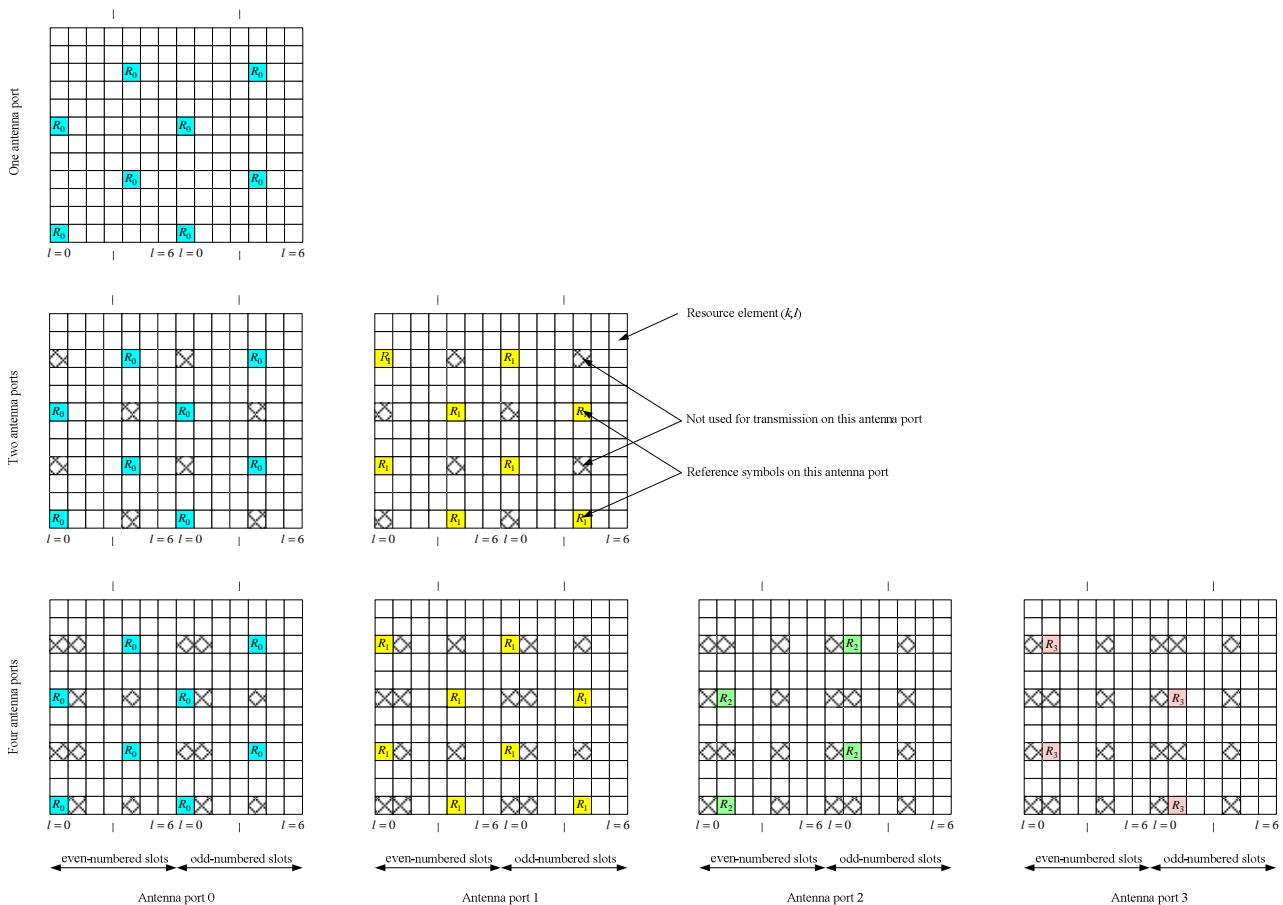 One antenna port
R0 R0
R0 R0
R0 R0
R0 R0
l = 0 l = 6 l = 0 l = 6
Two antenna ports
R0 R0
R0 R0
R0 R0
R0 R0
l = 0 l = 6 l = 0 l = 6
R1 R1
R1 R1
R1 R1
R1 R1
l = 0 l = 6 l = 0 l = 6
Resource element (k,l)
Not used for transmission on this antenna port
Reference symbols on this antenna port
Four antenna ports
R0 R0
R0 R0
R0 R0
R0 R0
l = 0 l = 6 l = 0 l = 6
R1 R1
R1 R1
R1 R1
R1 R1
l = 0 l = 6 l = 0 l = 6
R2
R2
R2
R2
l = 0 l = 6 l = 0 l = 6
R3
R3
R3
R3
l = 0 l = 6 l = 0 l = 6
even-numbered slots odd-numbered slots
even-numbered slots odd-numbered slots
even-numbered slots odd-numbered slots
even-numbered slots odd-numbered slots
Antenna port 0
Antenna port 1
Antenna port 2
Antenna port 3